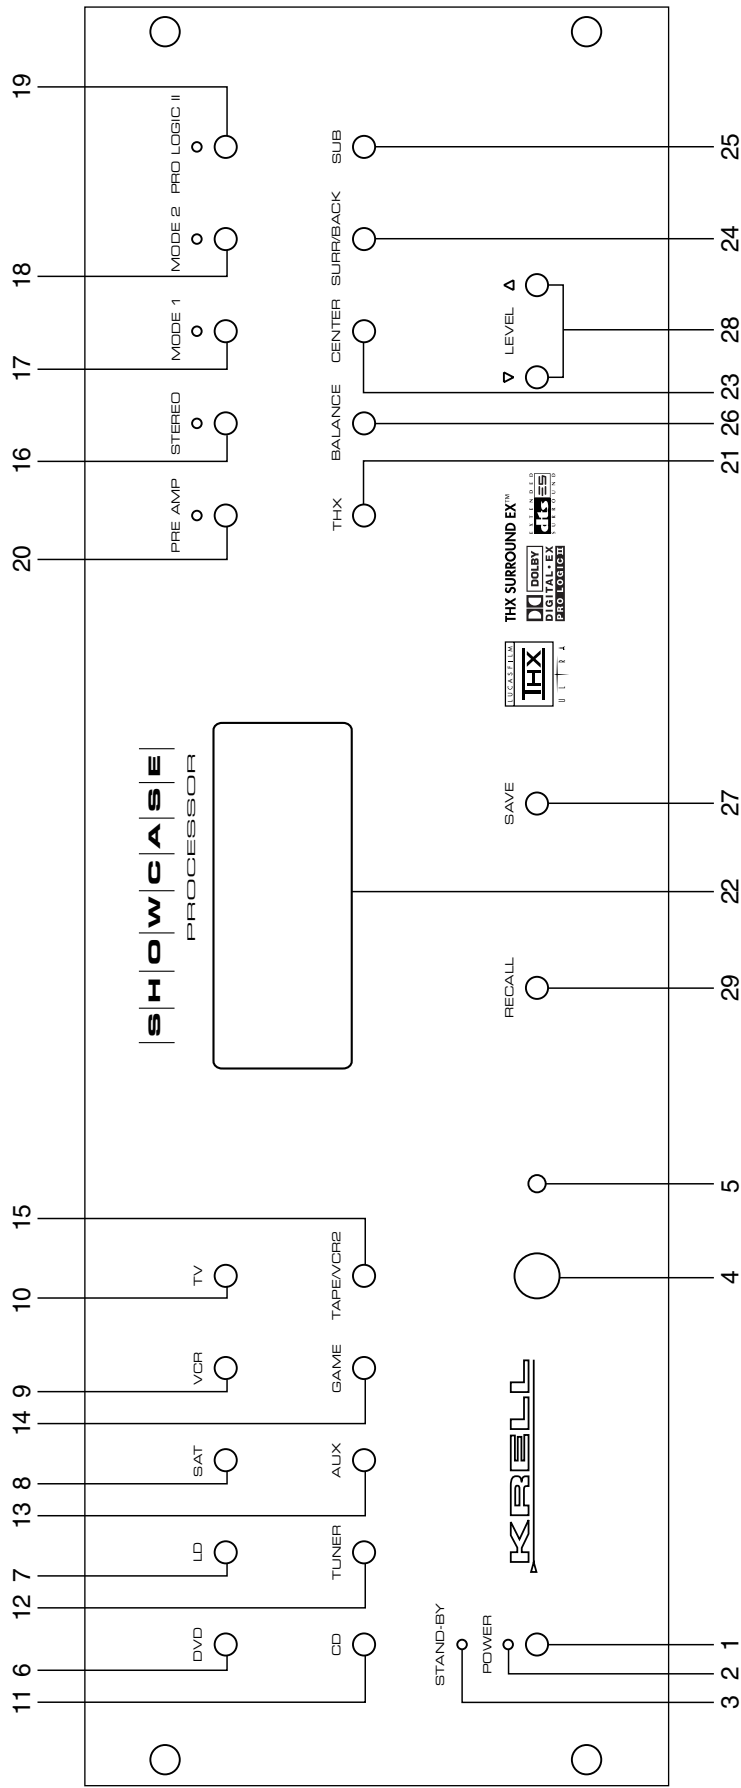 11 6 12 7 13 8 14 9 10 15 20 16 17 18 19
SHOWCASE
PROCESSOR
DVD LD SAT VCR TV
PRE AMP STEREO MODE 1 MODE 2 PRO LOGIC II
CD TUNER AUX GAME TAPE/VCR2
THX BALANCE CENTER SURR/BACK SUB
STAND-BY
POWER
KRELL
RECALL SAVE
LUCASFILM
THX
ULTRA
THX SURROUND EX™
DOLBY
DIGITAL•EX
PRO LOGIC II
EXTENDED
dts ES
SURROUND
▽ LEVEL △
3 2 1 4 5 29 22 27 21 26 23 28 24 25